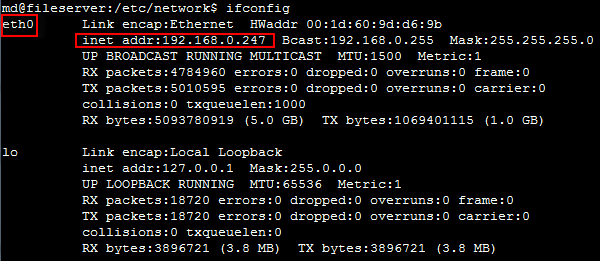 md@fileserver:/etc/network$ ifconfig
eth0 Link encap:Ethernet HWaddr 00:1d:60:9d:d6:9b
inet addr:192.168.0.247 Bcast:192.168.0.255 Mask:255.255.255.0
UP BROADCAST RUNNING MULTICAST MTU:1500 Metric:1
RX packets:4784960 errors:0 dropped:0 overruns:0 frame:0
TX packets:5010595 errors:0 dropped:0 overruns:0 carrier:0
collisions:0 txqueuelen:1000
RX bytes:5093780919 (5.0 GB) TX bytes:1069401115 (1.0 GB)
lo Link encap:Local Loopback
inet addr:127.0.0.1 Mask:255.0.0.0
UP LOOPBACK RUNNING MTU:65536 Metric:1
RX packets:18720 errors:0 dropped:0 overruns:0 frame:0
TX packets:18720 errors:0 dropped:0 overruns:0 carrier:0
collisions:0 txqueuelen:0
RX bytes:3896721 (3.8 MB) TX bytes:3896721 (3.8 MB)